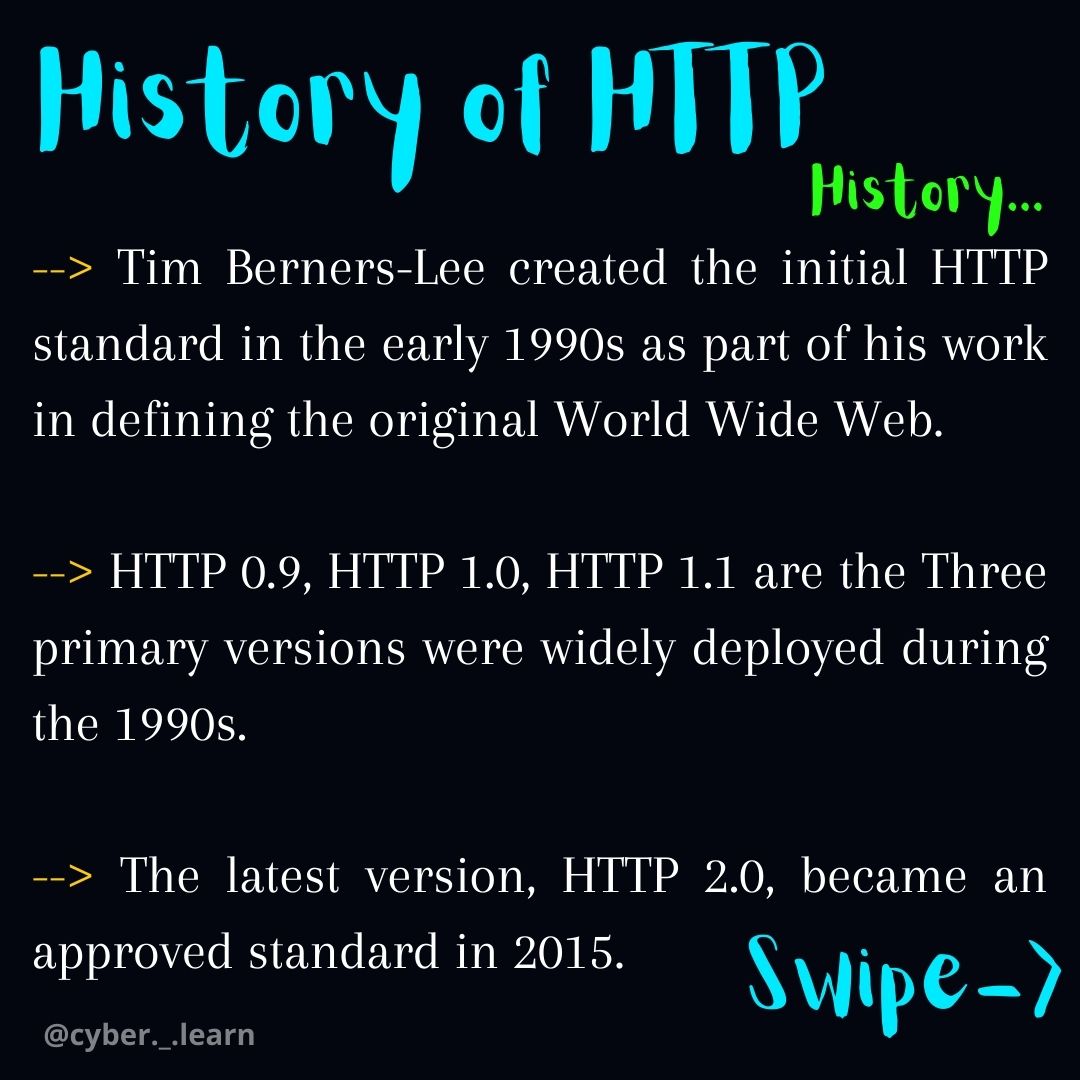 History of HTTP
History...
--> Tim Berners-Lee created the initial HTTP
standard in the early 1990s as part of his work
in defining the original World Wide Web.
--> HTTP 0.9, HTTP 1.0, HTTP 1.1 are the Three
primary versions were widely deployed during
the 1990s.
--> The latest version, HTTP 2.0, became an
approved standard in 2015.
Swipe->
@cyber._.learn